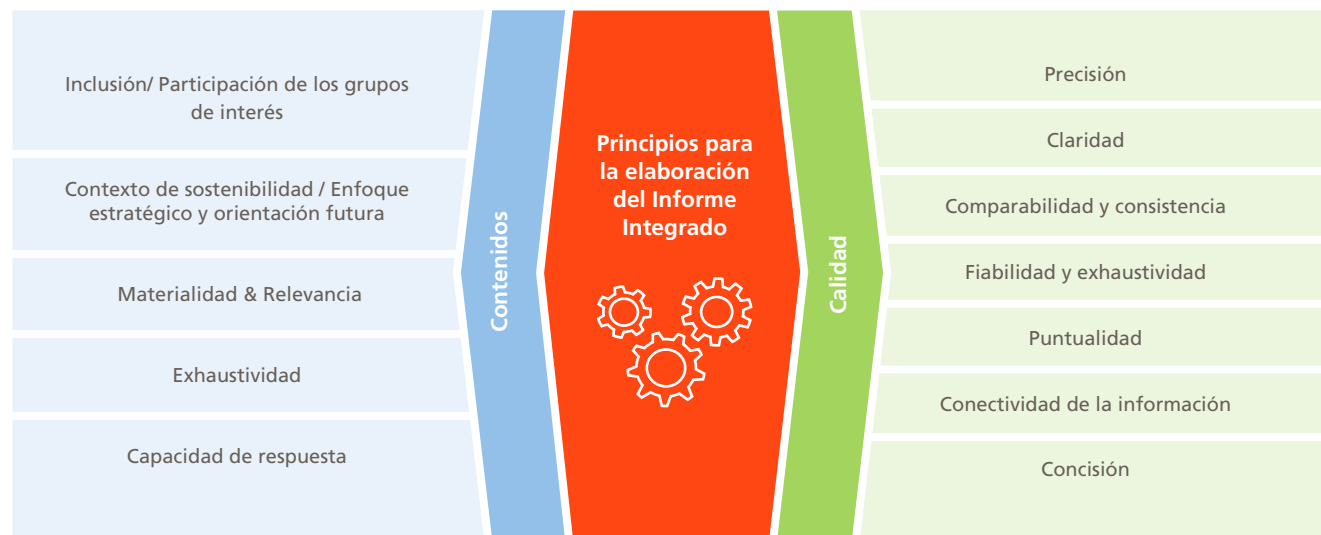 Inclusión/ Participación de los grupos
de interés
Contexto de sostenibilidad / Enfoque
estratégico y orientación futura
Materialidad & Relevancia
Exhaustividad
Capacidad de respuesta
Contenidos
Principios para
la elaboración
del Informe
Integrado
Calidad
Precisión
Claridad
Comparabilidad y consistencia
Fiabilidad y exhaustividad
Puntualidad
Conectividad de la información
Concisión